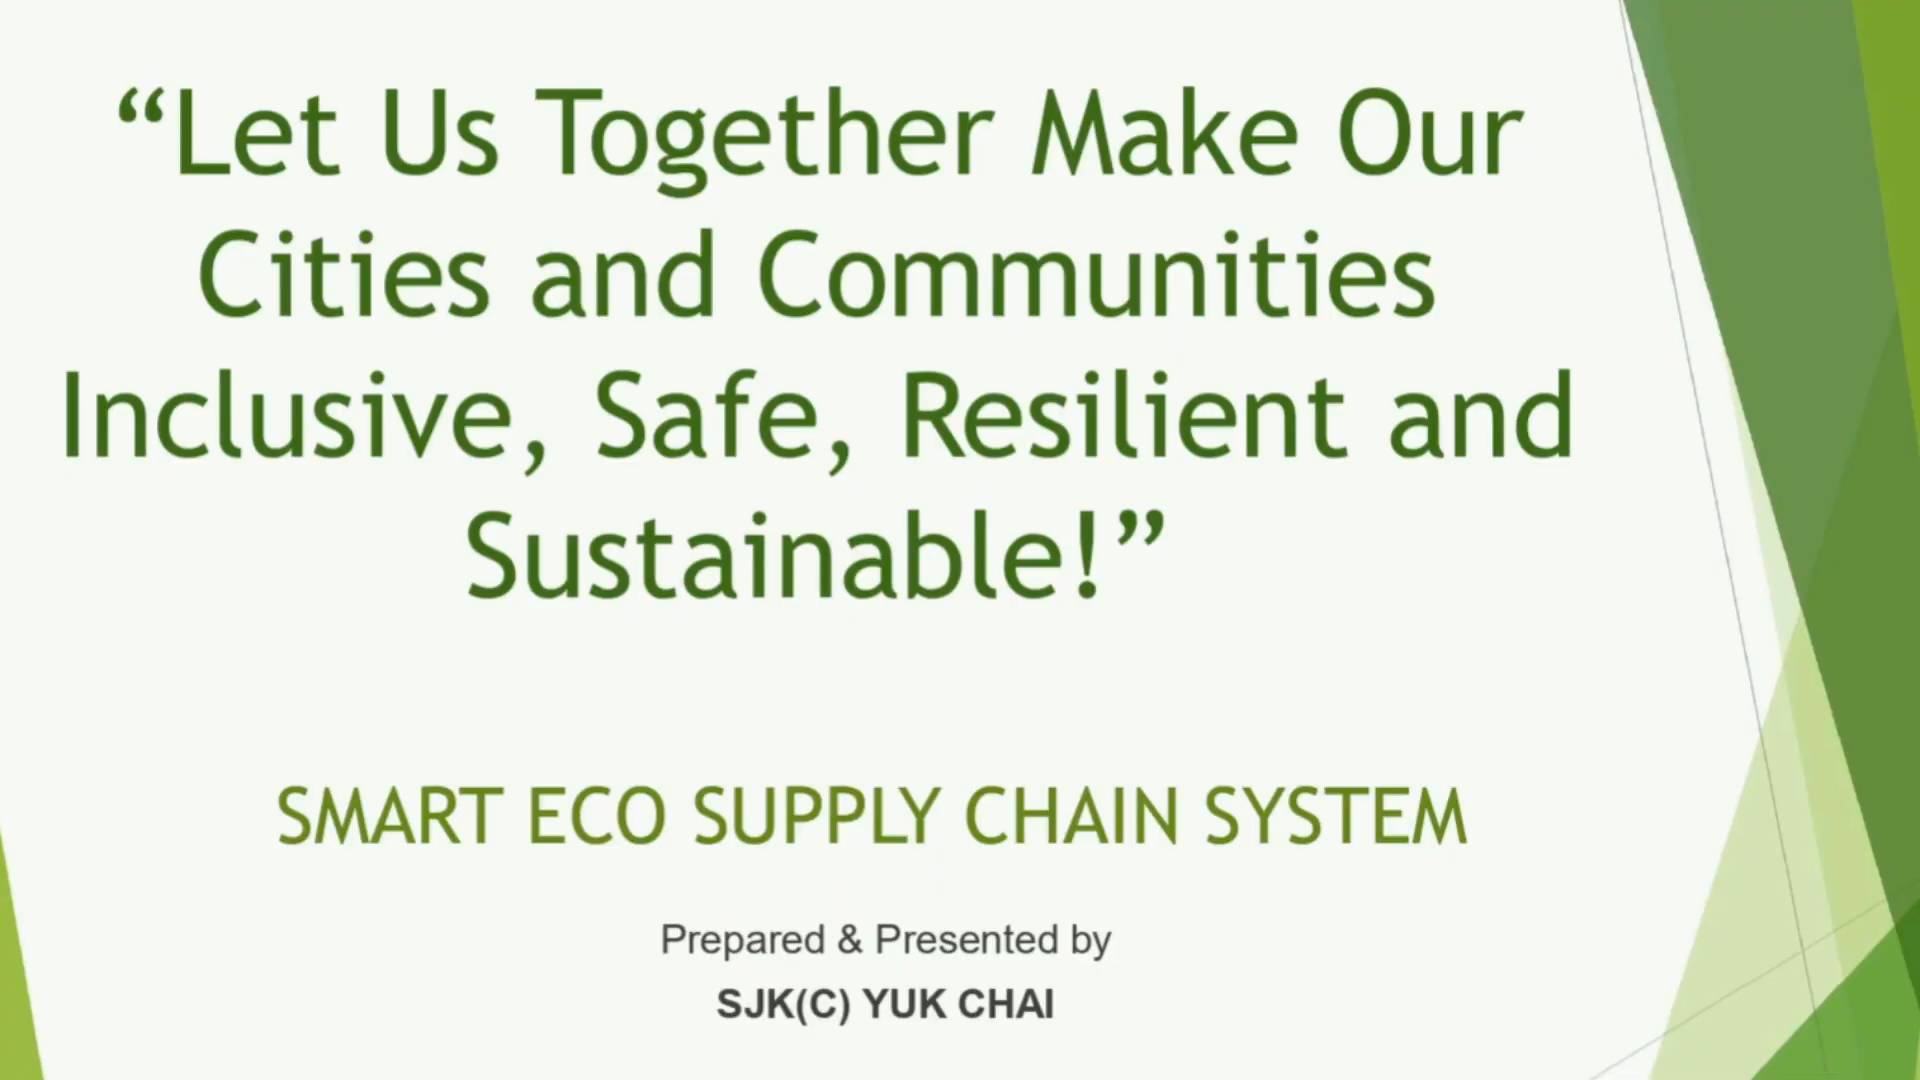 “Let Us Together Make Our
Cities and Communities
Inclusive, Safe, Resilient and
Sustainable!”
SMART ECO SUPPLY CHAIN SYSTEM
Prepared & Presented by
SJK(C) YUK CHAI